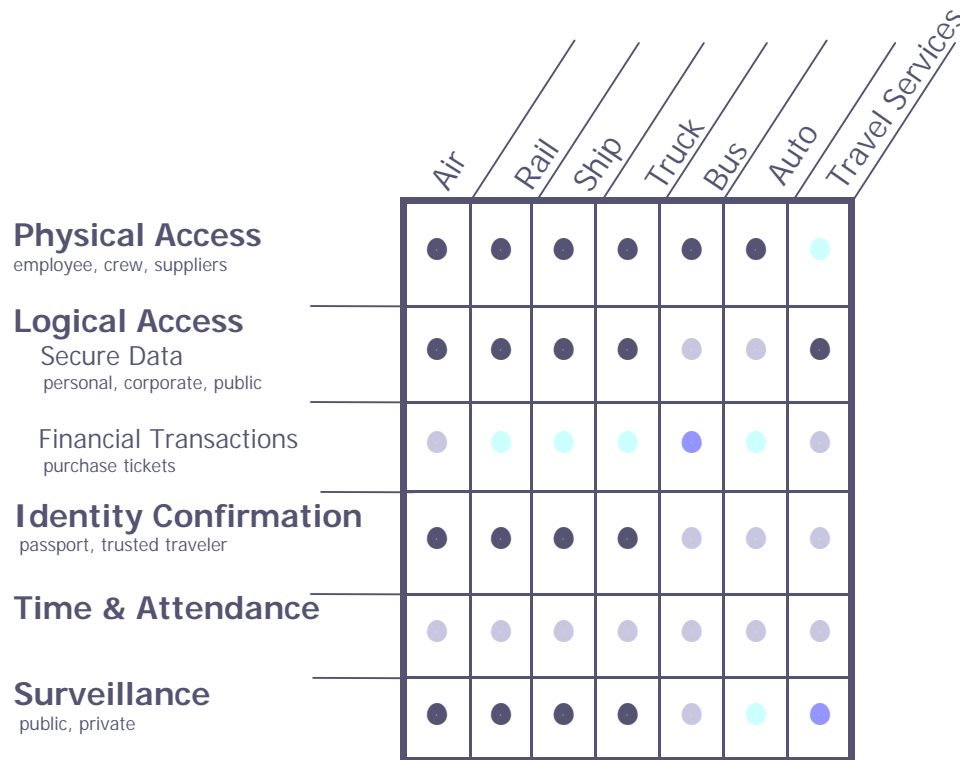 Air
Rail
Ship
Truck
Bus
Auto
Travel Services
Physical Access
employee, crew, suppliers
Logical Access
Secure Data
personal, corporate, public
Financial Transactions
purchase tickets
Identity Confirmation
passport, trusted traveler
Time & Attendance
Surveillance
public, private